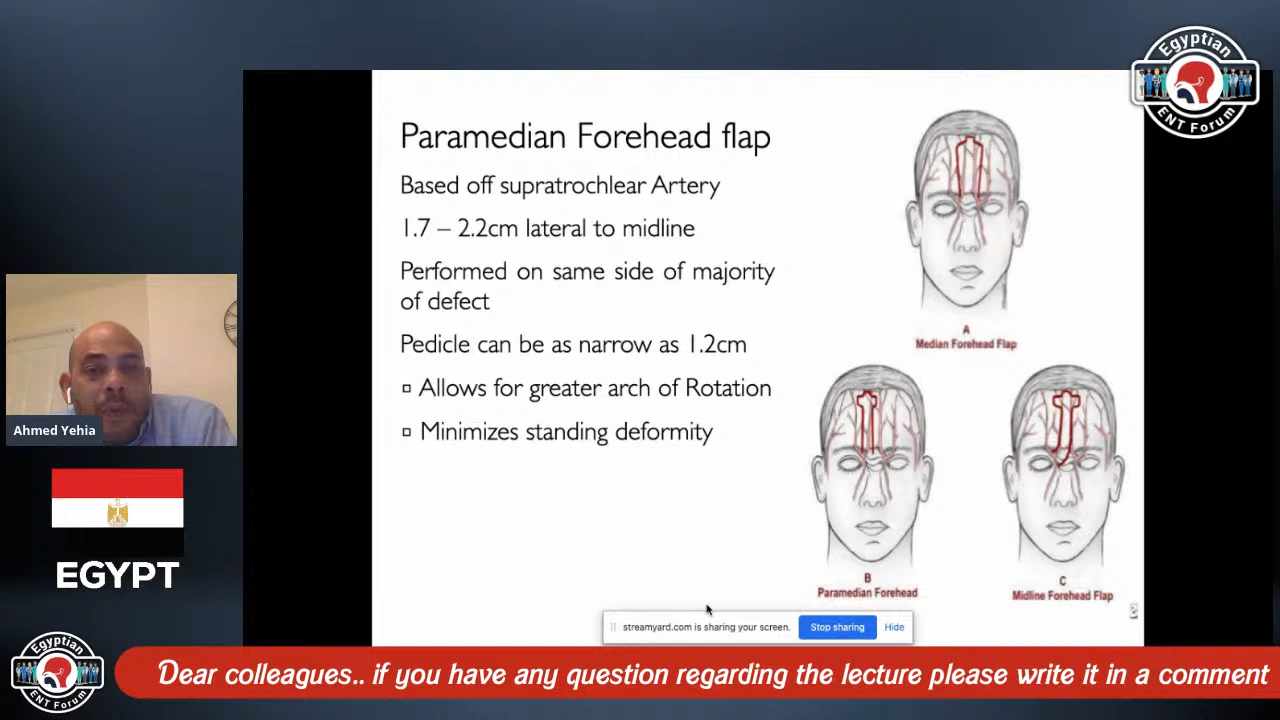 Egyptian
ENT Forum
Paramedian Forehead flap
Based off supratrochlear Artery
1.7 – 2.2cm lateral to midline
Performed on same side of majority
of defect
Pedicle can be as narrow as 1.2cm
▫ Allows for greater arch of Rotation
▫ Minimizes standing deformity
A
Median Forehead Flap
B
Paramedian Forehead
C
Midline Forehead Flap
Ahmed Yehia
EGYPT
streamyard.com is sharing your screen.
Stop sharing
Hide
Egyptian
ENT Forum
Dear colleagues.. if you have any question regarding the lecture please write it in a comment